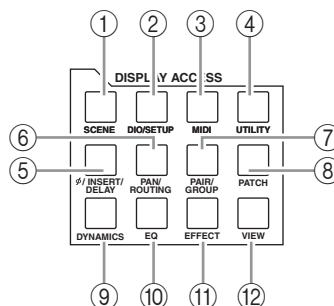 ① ② ③ ④
DISPLAY ACCESS
SCENE DIO/SETUP MIDI UTILITY
⑥ ⑦
⑤ ⑧
φ/ INSERT/
DELAY
PAN/
ROUTING
PAIR/
GROUP
PATCH
DYNAMICS EQ EFFECT VIEW
⑨ ⑩ ⑪ ⑫